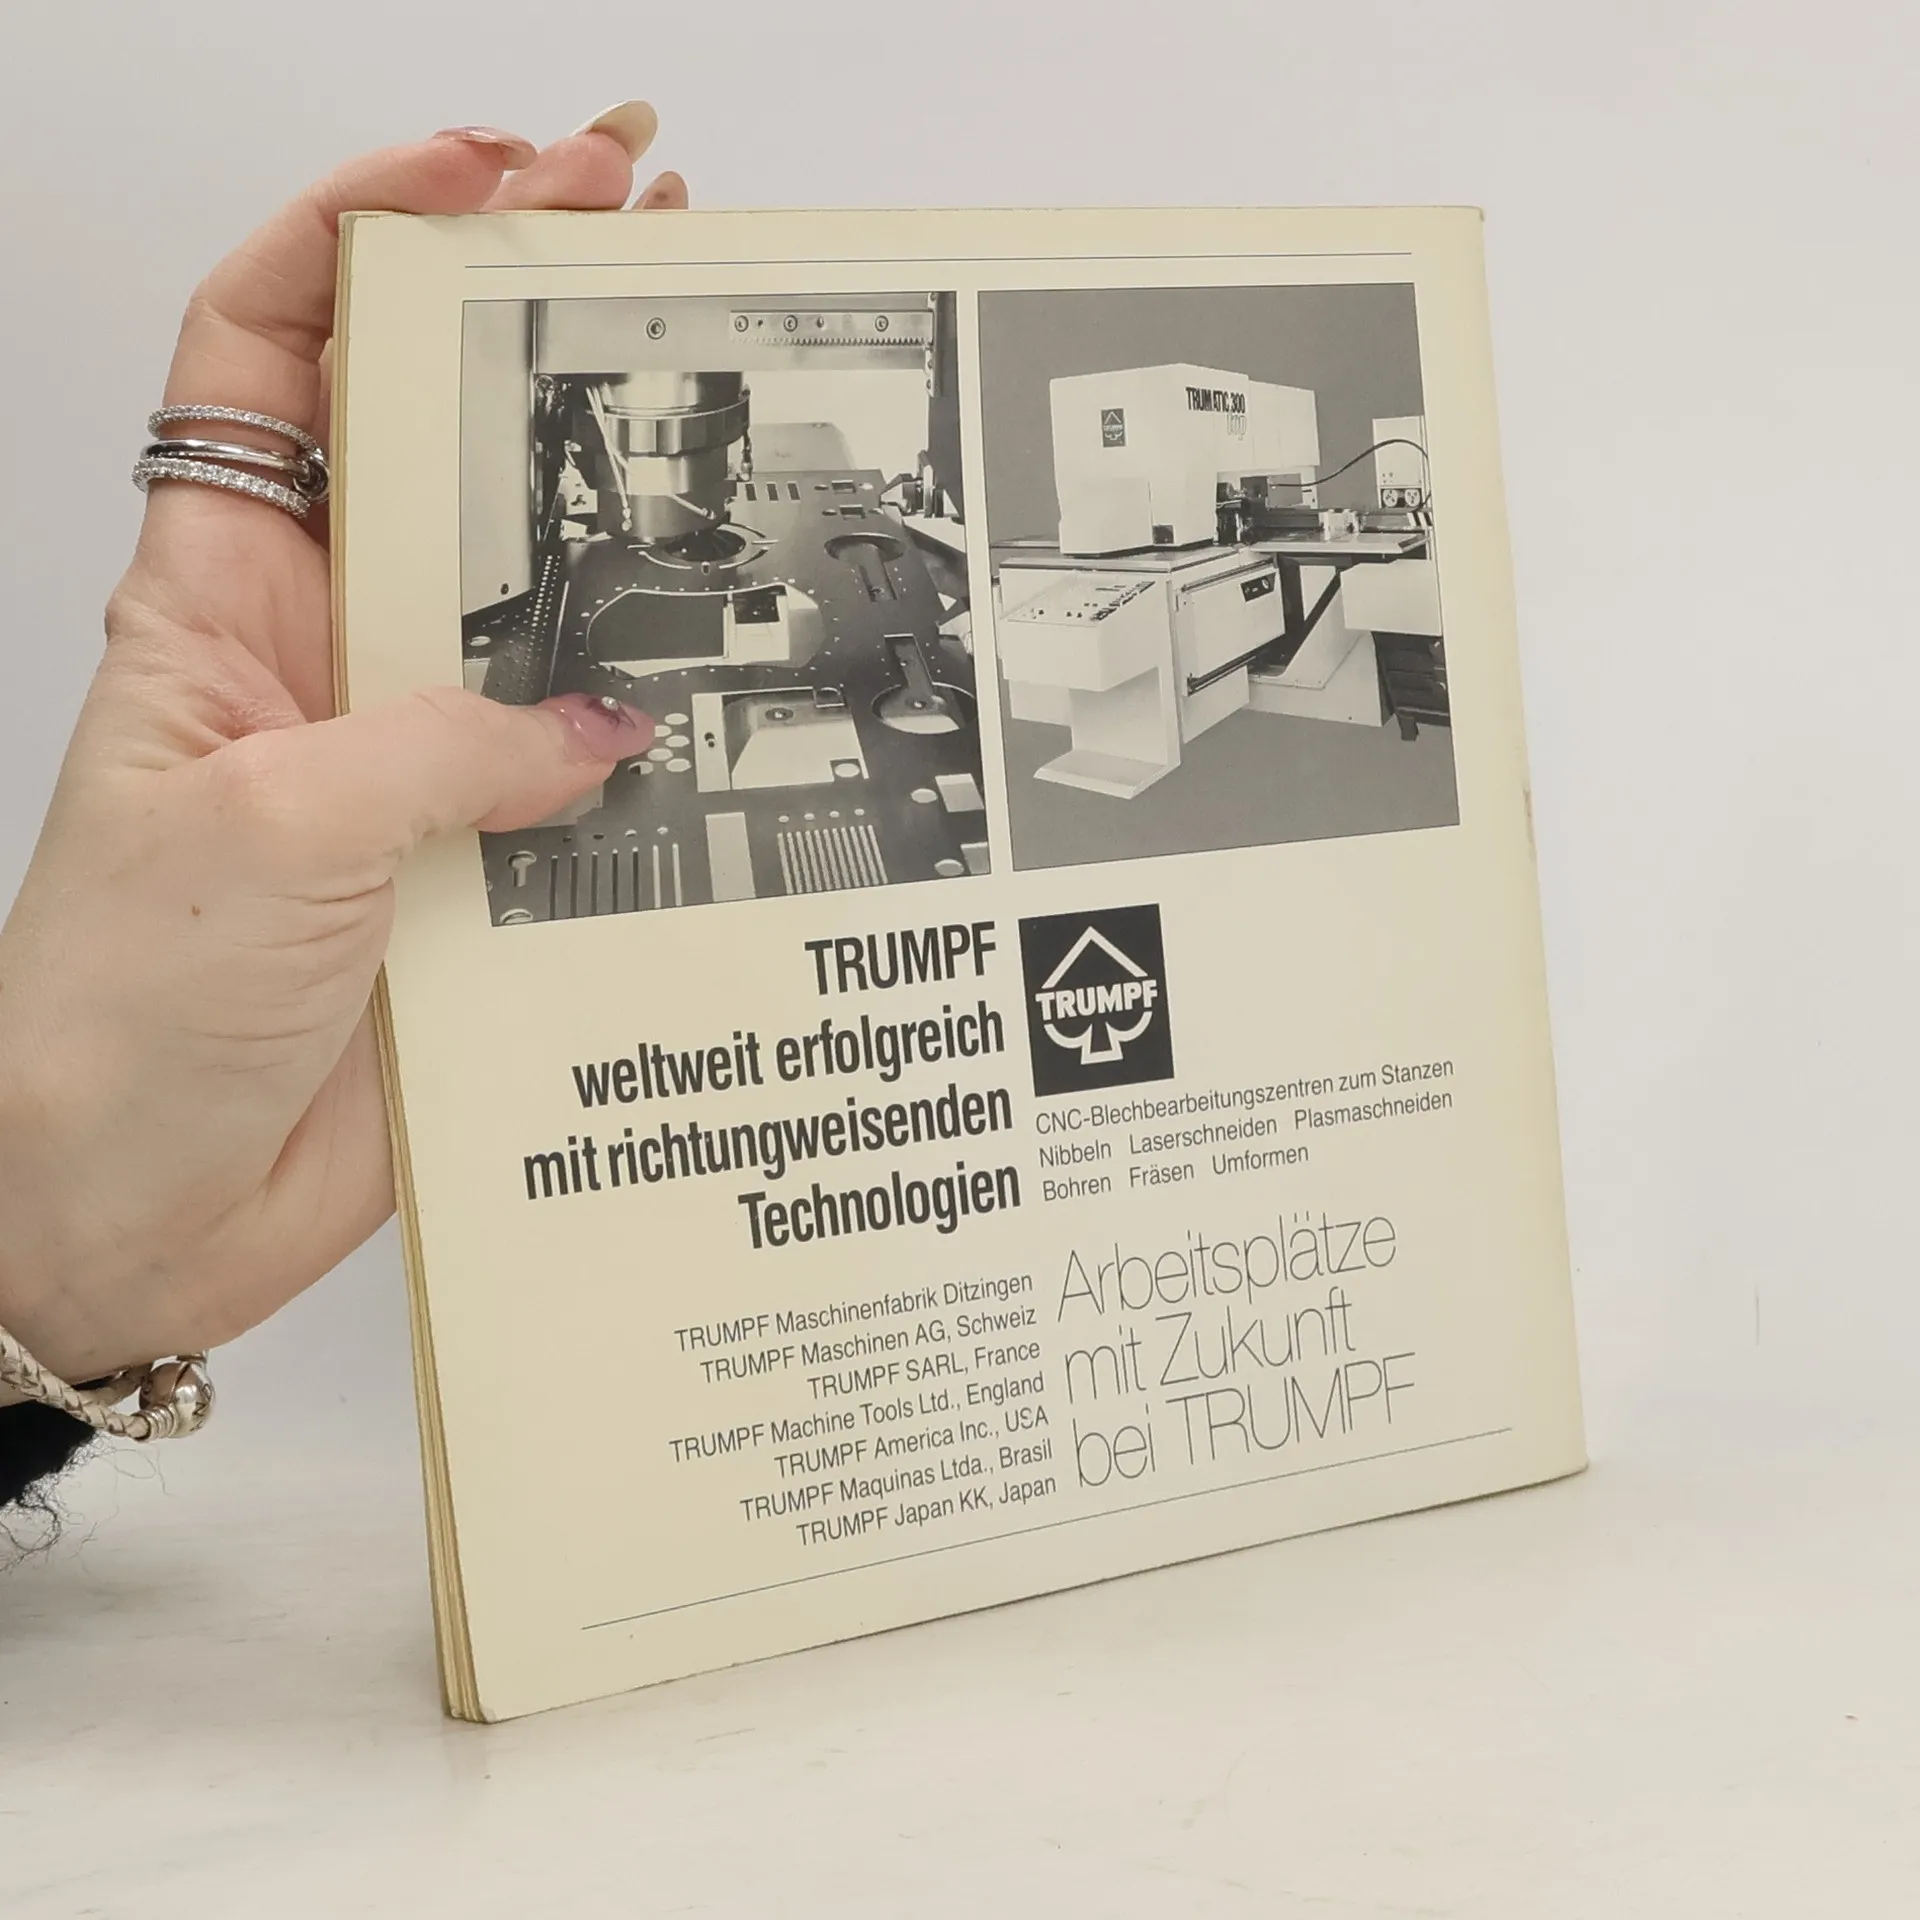 TRUMATIC 300
top
TRUMPF
TRUMPF
weltweit erfolgreich
mit richtungweisenden
Technologien
TRUMPF
CNC-Blechbearbeitungszentren zum Stanzen
Nibbeln Laserschneiden Plasmaschneiden
Bohren Fräsen Umformen
TRUMPF Maschinenfabrik Ditzingen
TRUMPF Maschinen AG, Schweiz
TRUMPF SARL, France
TRUMPF Machine Tools Ltd., England
TRUMPF America Inc., USA
TRUMPF Maquinas Ltda., Brasil
TRUMPF Japan KK, Japan
Arbeitsplätze
mit Zukunft
bei TRUMPF